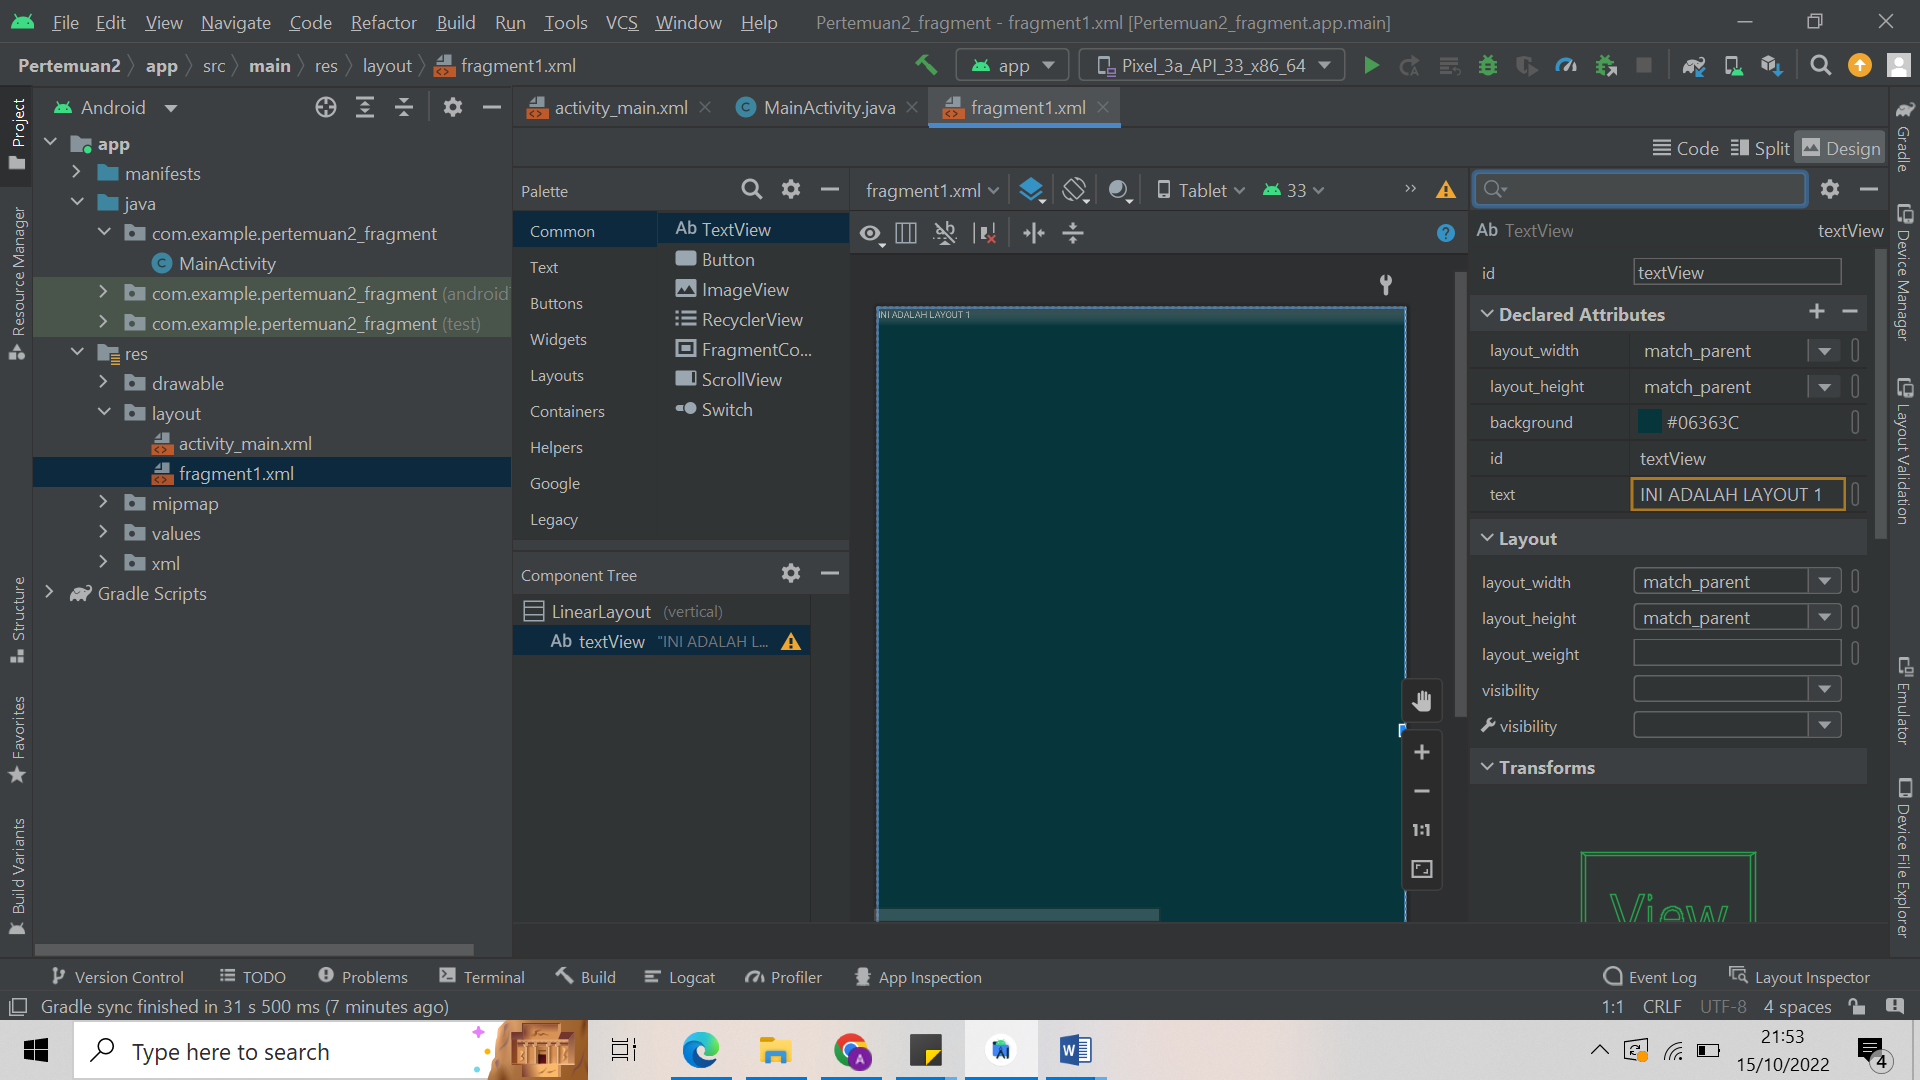 File Edit View Navigate Code Refactor Build Run Tools VCS Window Help Pertemuan2_fragment - fragment1.xml [Pertemuan2_fragment.app.main]
Pertemuan2 app src main res layout fragment1.xml app Pixel_3a_API_33_x86_64
Project
Resource Manager
Structure
Favorites
Build Variants
Android
app
manifests
java
com.example.pertemuan2_fragment
MainActivity
com.example.pertemuan2_fragment (android
com.example.pertemuan2_fragment (test)
res
drawable
layout
activity_main.xml
fragment1.xml
mipmap
values
xml
Gradle Scripts
activity_main.xml MainActivity.java fragment1.xml
Code Split Design
Palette
Common
Text
Buttons
Widgets
Layouts
Containers
Helpers
Google
Legacy
Ab TextView
Button
ImageView
RecyclerView
FragmentCo...
ScrollView
Switch
Component Tree
LinearLayout (vertical)
Ab textView "INI ADALAH L...
fragment1.xml Tablet 33
INI ADALAH LAYOUT 1
1:1
Ab TextView textView
id textView
Declared Attributes
layout_width match_parent
layout_height match_parent
background #06363C
id textView
text INI ADALAH LAYOUT 1
Layout
layout_width match_parent
layout_height match_parent
layout_weight
visibility
visibility
Transforms
View
Gradle
Device Manager
Layout Validation
Emulator
Device File Explorer
Version Control TODO Problems Terminal Build Logcat Profiler App Inspection Event Log Layout Inspector
Gradle sync finished in 31 s 500 ms (7 minutes ago) 1:1 CRLF UTF-8 4 spaces
Type here to search
21:53
15/10/2022
4